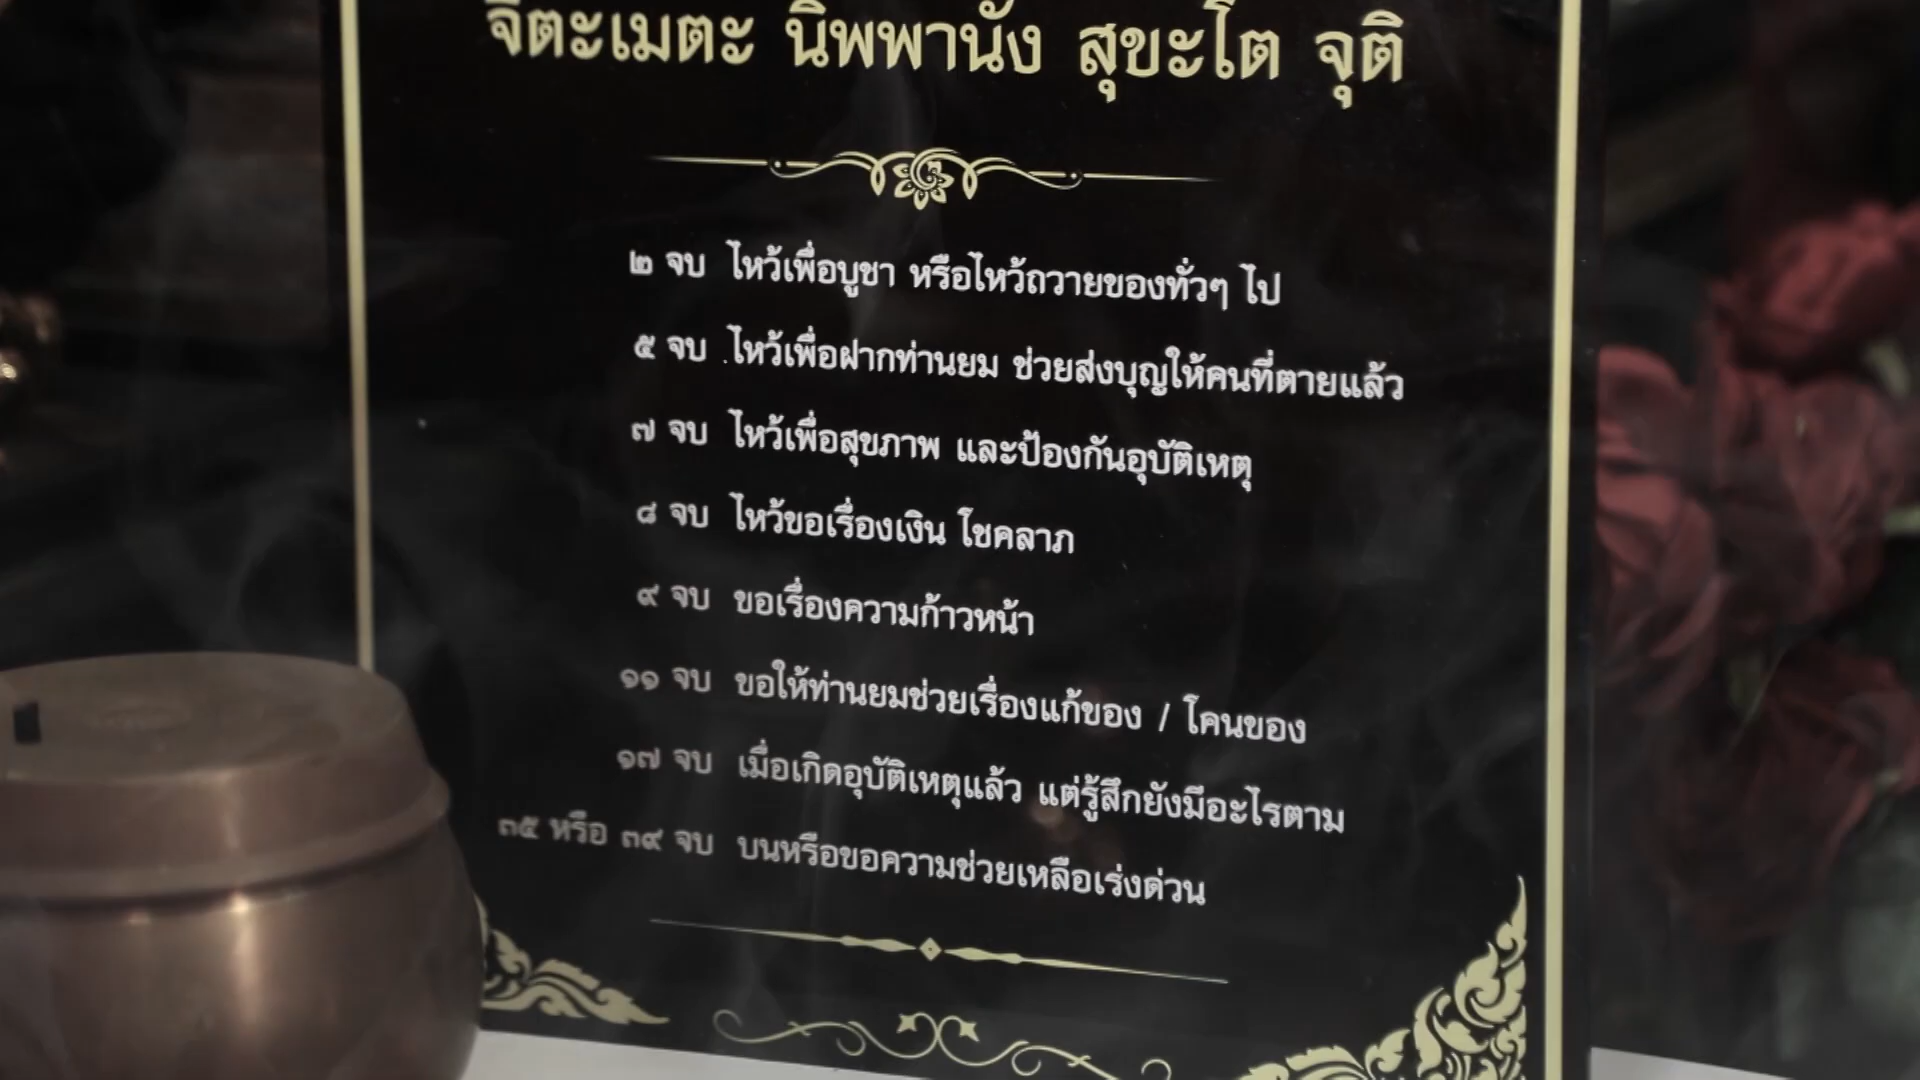 จิตะเมตะ นิพพานัง สุขะโต จุติ
๒ จบ ไหว้เพื่อบูชา หรือไหว้ถวายของทั่วๆ ไป
๕ จบ ไหว้เพื่อฝากท่านยม ช่วยส่งบุญให้คนที่ตายแล้ว
๗ จบ ไหว้เพื่อสุขภาพ และป้องกันอุบัติเหตุ
๘ จบ ไหว้ขอเรื่องเงิน โชคลาภ
๙ จบ ขอเรื่องความก้าวหน้า
๑๑ จบ ขอให้ท่านยมช่วยเรื่องแก้ของ / โดนของ
๑๗ จบ เมื่อเกิดอุบัติเหตุแล้ว แต่รู้สึกยังมีอะไรตาม
๓๕ หรือ ๓๙ จบ บนหรือขอความช่วยเหลือเร่งด่วน